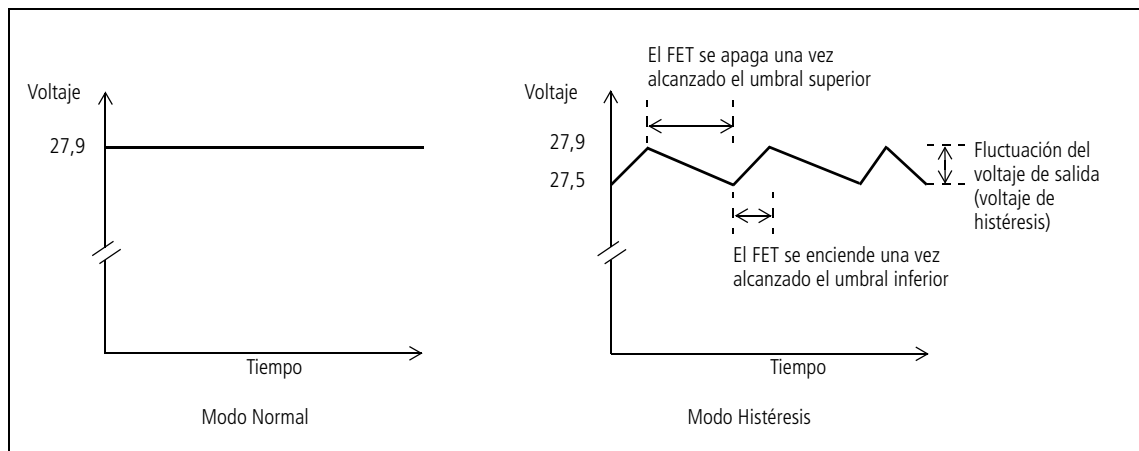 Voltaje
27,9
Tiempo
Modo Normal
El FET se apaga una vez
alcanzado el umbral superior
Voltaje
27,9
27,5
Fluctuación del
voltaje de salida
(voltaje de
histéresis)
El FET se enciende una vez
alcanzado el umbral inferior
Tiempo
Modo Histéresis